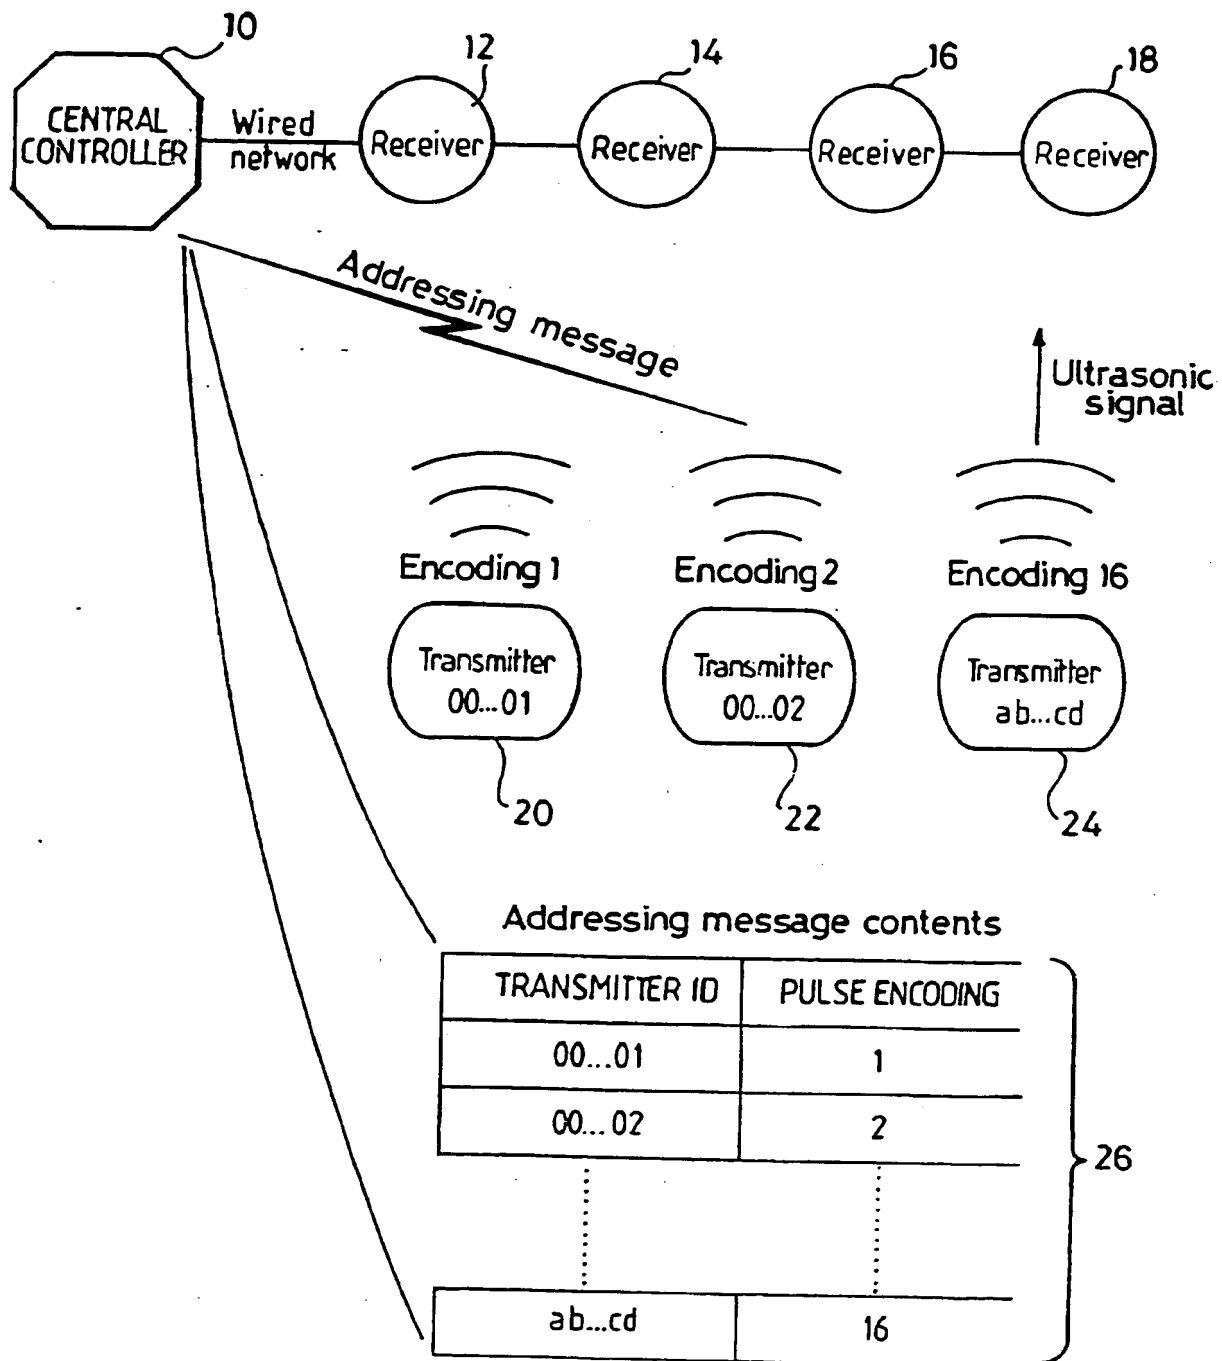 10
12
14
16
18
CENTRAL
CONTROLLER
Wired
network
Receiver
Receiver
Receiver
Receiver
Addressing message
Ultrasonic
signal
Encoding 1
Encoding 2
Encoding 16
Transmitter
00...01
Transmitter
00...02
Transmitter
ab...cd
20
22
24
Addressing message contents
TRANSMITTER ID PULSE ENCODING
00...01 1
00...02 2
26
ab...cd 16